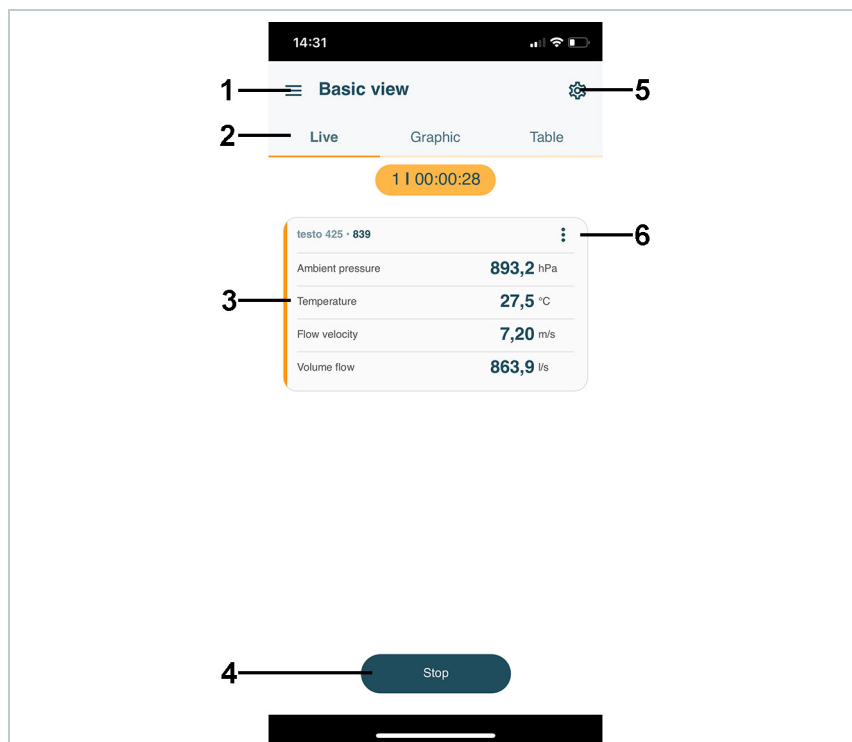 14:31
1 Basic view 5
2 Live Graphic Table
1 I 00:00:28
testo 425 · 839 6
Ambient pressure 893,2 hPa
3 Temperature 27,5 °C
Flow velocity 7,20 m/s
Volume flow 863,9 l/s
4 Stop